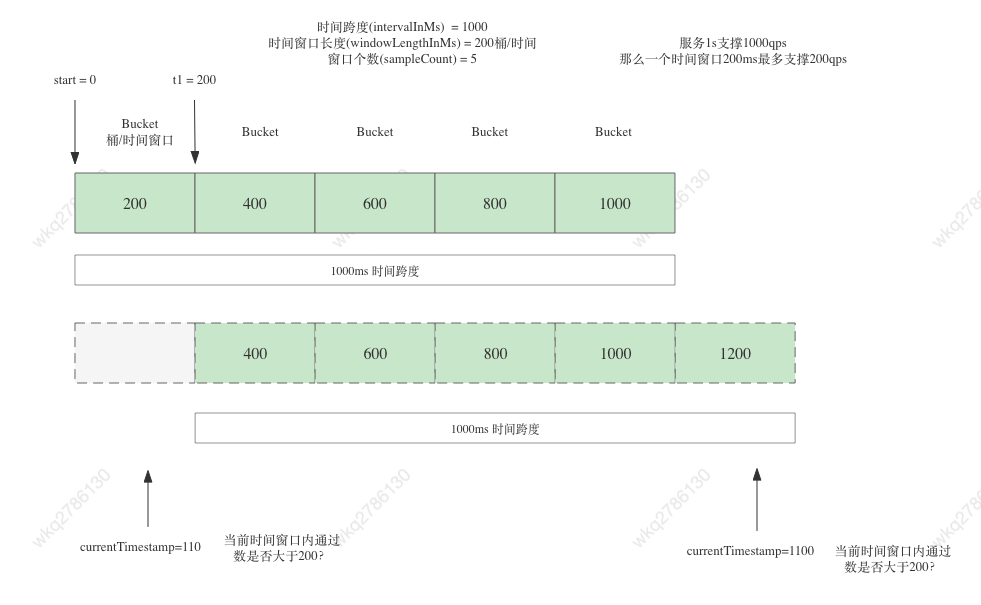 时间跨度(intervalInMs) = 1000
时间窗口长度(windowLengthInMs) = 200桶/时间
窗口个数(sampleCount) = 5
服务1s支撑1000qps
那么一个时间窗口200ms最多支撑200qps
start = 0
t1 = 200
Bucket
桶/时间窗口
Bucket
Bucket
Bucket
Bucket
200
400
600
800
1000
1000ms 时间跨度
400
600
800
1000
1200
1000ms 时间跨度
currentTimestamp=110
当前时间窗口内通过
数是否大于200?
currentTimestamp=1100
当前时间窗口内通过
数是否大于200?
wkq2786130
wkq2786130
wkq2786130
wkq2786130